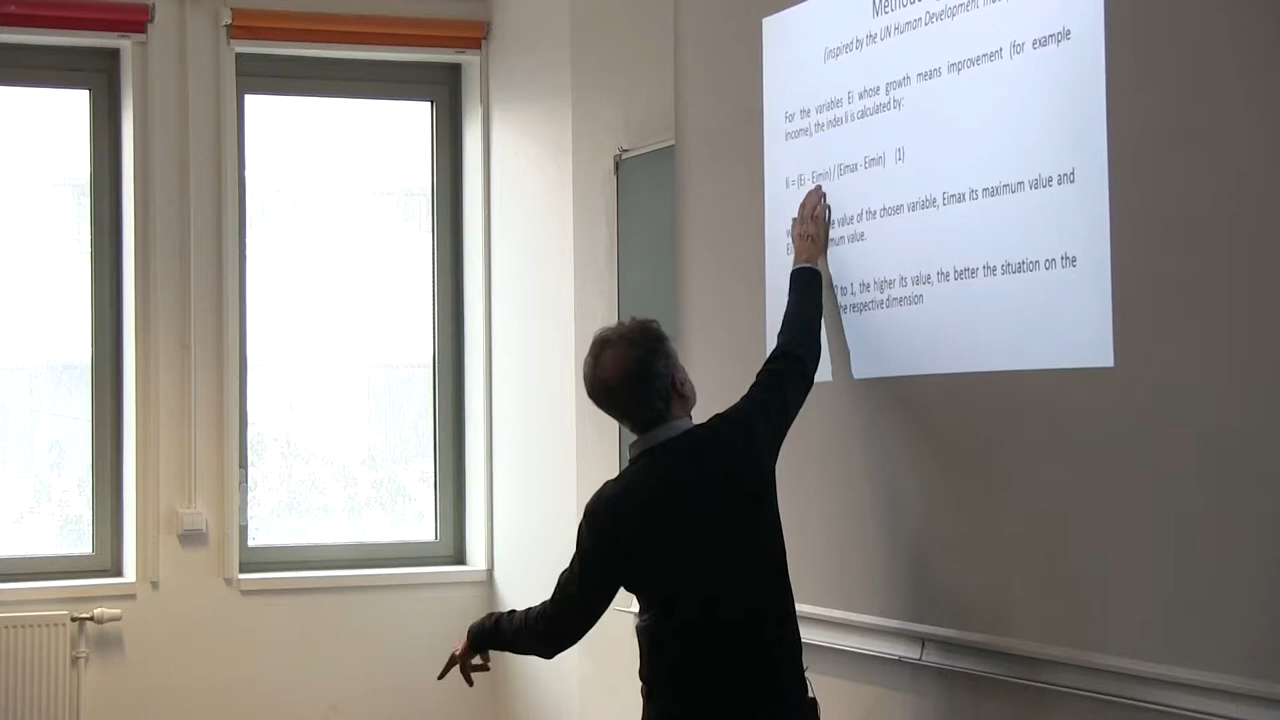 (inspired by the UN Human Development
For the variables Ei whose growth means improvement (for example
income), the index Ii is calculated by:
Ii = (Ei - Eimin) / (Eimax - Eimin) (1)
value of the chosen variable, Eimax its maximum value and
value.
to 1, the higher its value, the better the situation on the
respective dimension